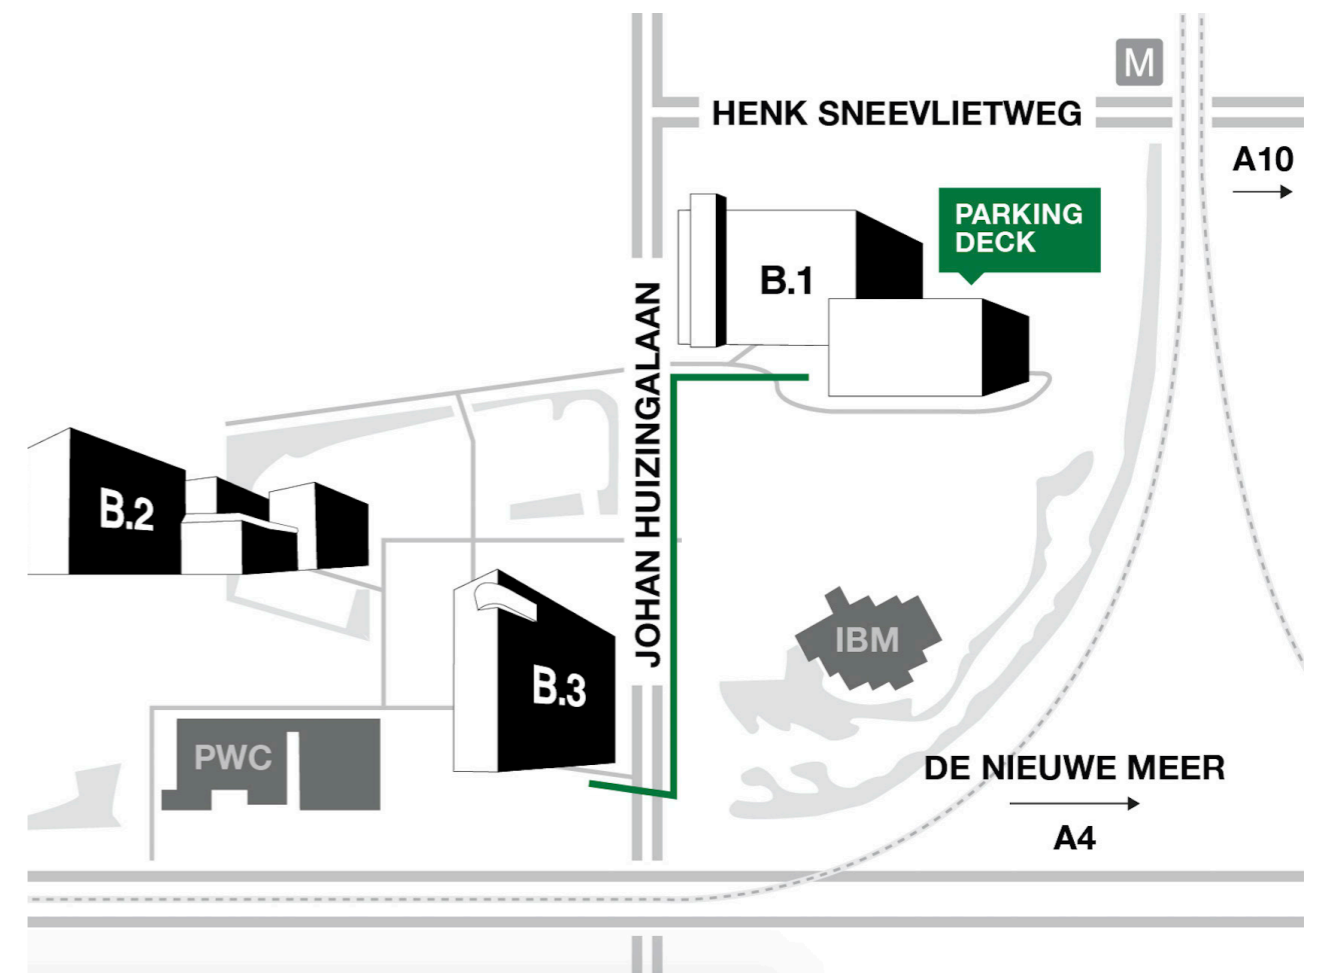 M
HENK SNEEVLIETWEG
A10
PARKING
DECK
B.1
JOHAN HUIZINGALAAN
B.2
IBM
B.3
PWC
DE NIEUWE MEER
A4